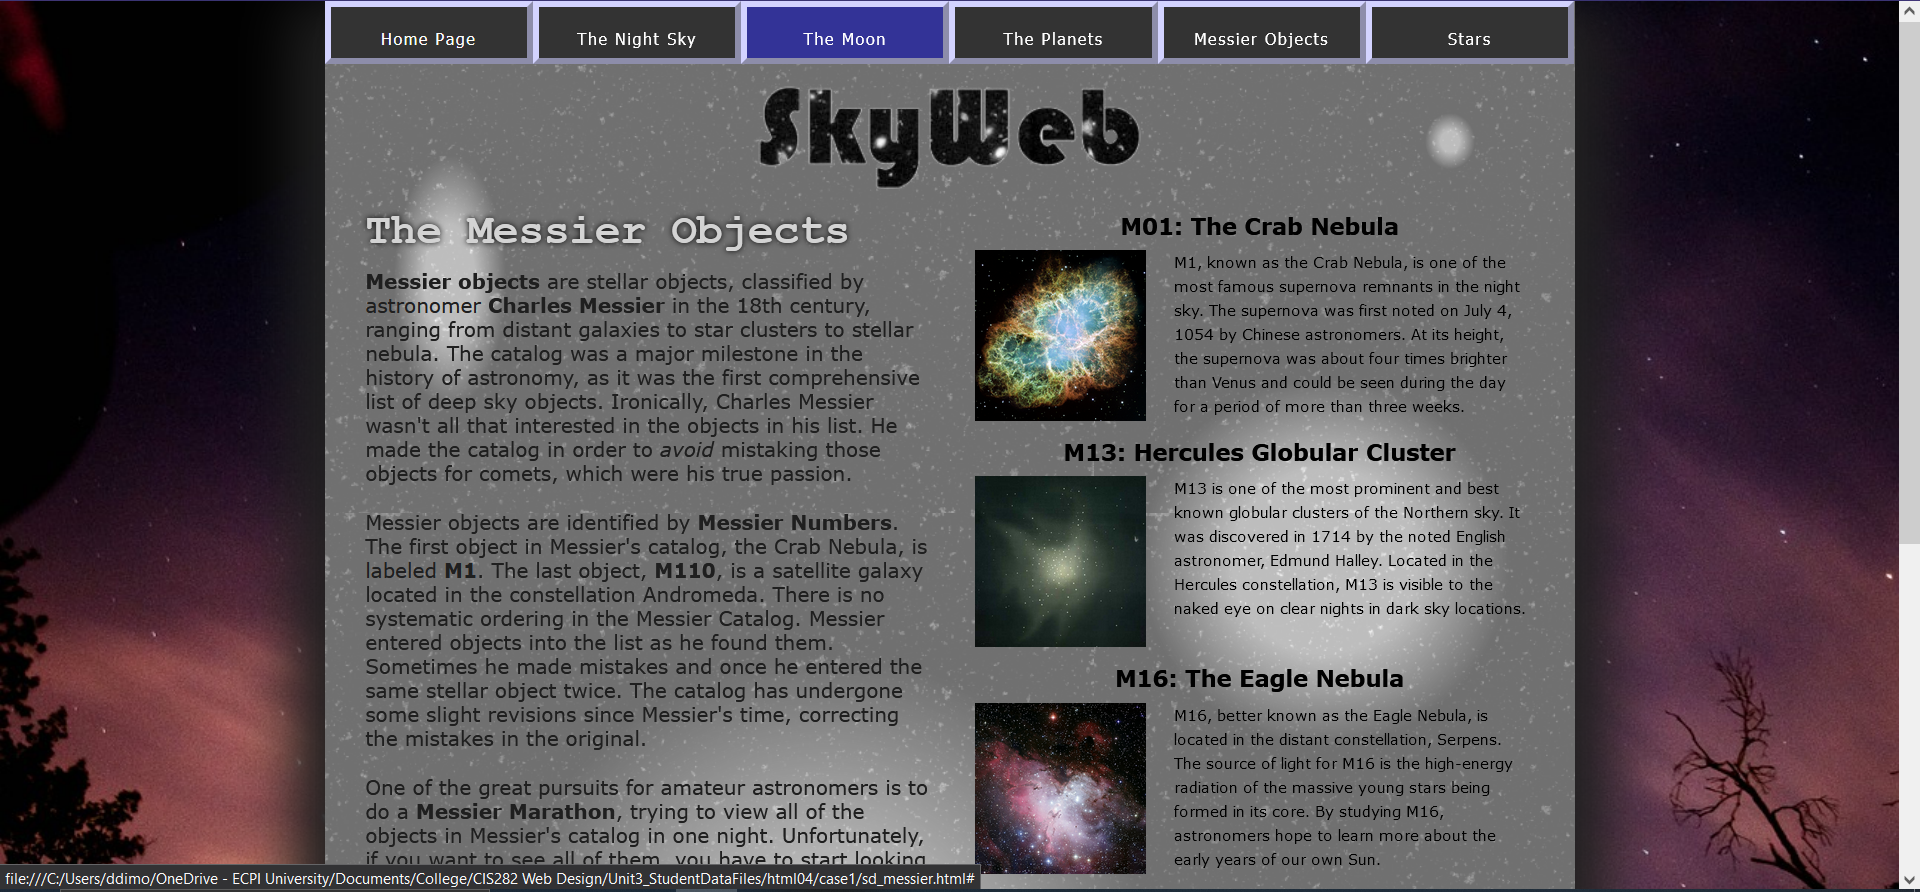 Home Page
The Night Sky
The Moon
The Planets
Messier Objects
Stars
SkyWeb
The Messier Objects
Messier objects are stellar objects, classified by
astronomer Charles Messier in the 18th century,
ranging from distant galaxies to star clusters to stellar
nebula. The catalog was a major milestone in the
history of astronomy, as it was the first comprehensive
list of deep sky objects. Ironically, Charles Messier
wasn't all that interested in the objects in his list. He
made the catalog in order to avoid mistaking those
objects for comets, which were his true passion.
Messier objects are identified by Messier Numbers.
The first object in Messier's catalog, the Crab Nebula, is
labeled M1. The last object, M110, is a satellite galaxy
located in the constellation Andromeda. There is no
systematic ordering in the Messier Catalog. Messier
entered objects into the list as he found them.
Sometimes he made mistakes and once he entered the
same stellar object twice. The catalog has undergone
some slight revisions since Messier's time, correcting
the mistakes in the original.
One of the great pursuits for amateur astronomers is to
do a Messier Marathon, trying to view all of the
objects in Messier's catalog in one night. Unfortunately,
if you want to see all of them, you have to start looking
M01: The Crab Nebula
M1, known as the Crab Nebula, is one of the
most famous supernova remnants in the night
sky. The supernova was first noted on July 4,
1054 by Chinese astronomers. At its height,
the supernova was about four times brighter
than Venus and could be seen during the day
for a period of more than three weeks.
M13: Hercules Globular Cluster
M13 is one of the most prominent and best
known globular clusters of the Northern sky. It
was discovered in 1714 by the noted English
astronomer, Edmund Halley. Located in the
Hercules constellation, M13 is visible to the
naked eye on clear nights in dark sky locations.
M16: The Eagle Nebula
M16, better known as the Eagle Nebula, is
located in the distant constellation, Serpens.
The source of light for M16 is the high-energy
radiation of the massive young stars being
formed in its core. By studying M16,
astronomers hope to learn more about the
early years of our own Sun.
file:///C:/Users/ddimo/OneDrive - ECPI University/Documents/College/CIS282 Web Design/Unit3_StudentDataFiles/html04/case1/sd_messier.html#